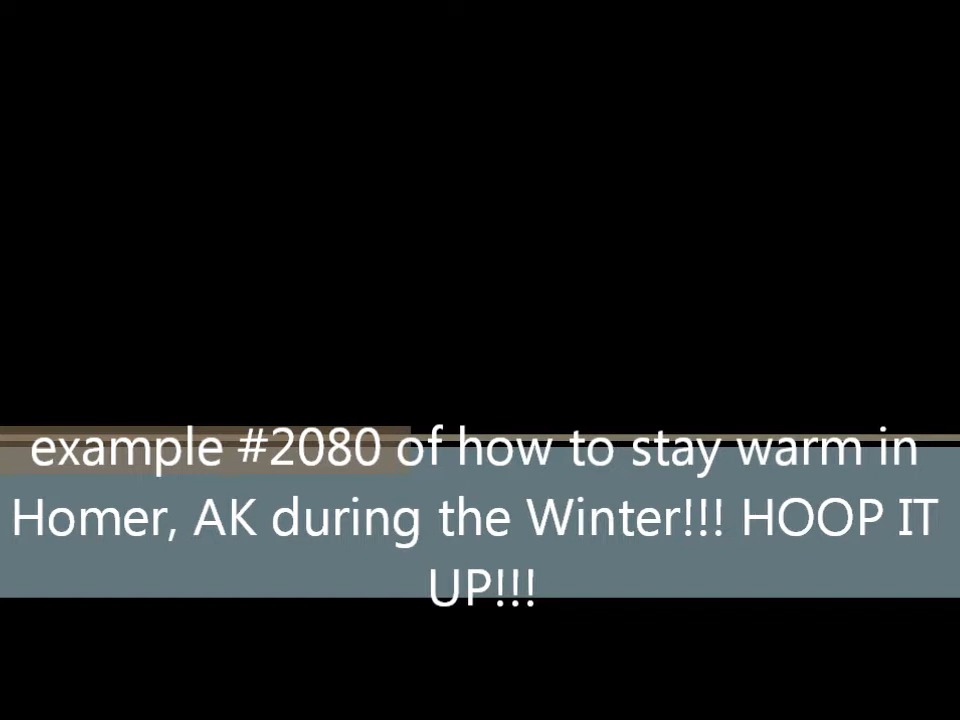 example #2080 of how to stay warm in
Homer, AK during the Winter!!! HOOP IT
UP!!!